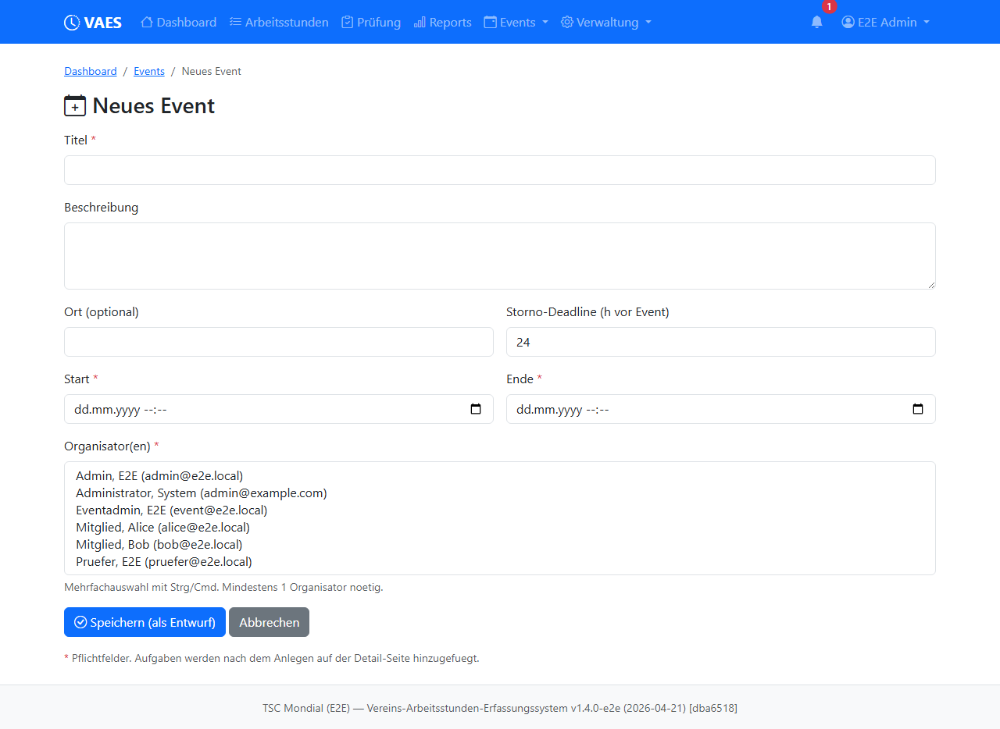 VAES Dashboard Arbeitsstunden Prüfung Reports Events Verwaltung 1 E2E Admin
Dashboard / Events / Neues Event
Neues Event
Titel *
Beschreibung
Ort (optional) Storno-Deadline (h vor Event)
24
Start * Ende *
dd.mm.yyyy --:-- dd.mm.yyyy --:--
Organisator(en) *
Admin, E2E (admin@e2e.local)
Administrator, System (admin@example.com)
Eventadmin, E2E (event@e2e.local)
Mitglied, Alice (alice@e2e.local)
Mitglied, Bob (bob@e2e.local)
Pruefer, E2E (pruefer@e2e.local)
Mehrfachauswahl mit Strg/Cmd. Mindestens 1 Organisator noetig.
Speichern (als Entwurf) Abbrechen
* Pflichtfelder. Aufgaben werden nach dem Anlegen auf der Detail-Seite hinzugefuegt.
TSC Mondial (E2E) — Vereins-Arbeitsstunden-Erfassungssystem v1.4.0-e2e (2026-04-21) [dba6518]